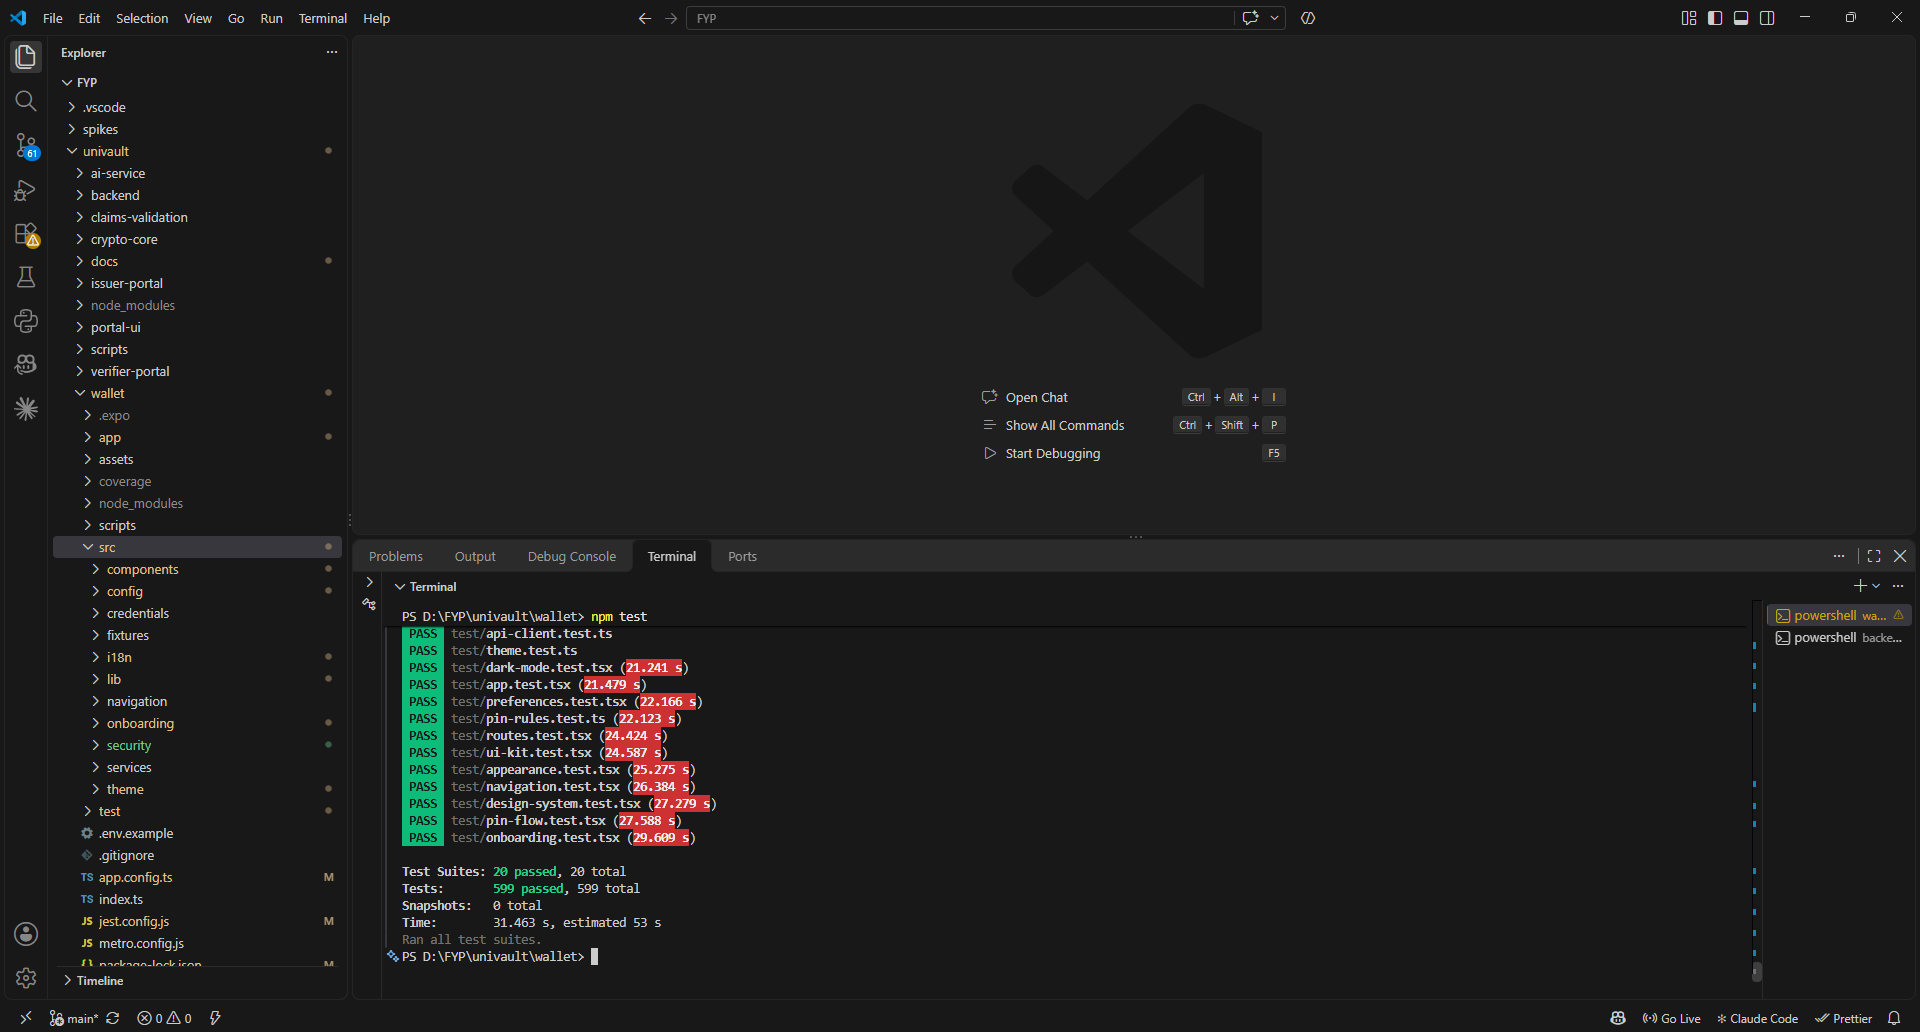 File Edit Selection View Go Run Terminal Help
FYP
Explorer
FYP
.vscode
spikes
univault
ai-service
backend
claims-validation
crypto-core
docs
issuer-portal
node_modules
portal-ui
scripts
verifier-portal
wallet
.expo
app
assets
coverage
node_modules
scripts
src
components
config
credentials
fixtures
i18n
lib
navigation
onboarding
security
services
theme
test
.env.example
.gitignore
TS app.config.ts M
TS index.ts
JS jest.config.js M
JS metro.config.js
{} package-lock.json M
Timeline
61
Open Chat Ctrl + Alt + I
Show All Commands Ctrl + Shift + P
Start Debugging F5
Problems Output Debug Console Terminal Ports
Terminal
PS D:\FYP\univault\wallet> npm test
PASS test/api-client.test.ts
PASS test/theme.test.ts
PASS test/dark-mode.test.tsx (21.241 s)
PASS test/app.test.tsx (21.479 s)
PASS test/preferences.test.tsx (22.166 s)
PASS test/pin-rules.test.ts (22.123 s)
PASS test/routes.test.tsx (24.424 s)
PASS test/ui-kit.test.tsx (24.587 s)
PASS test/appearance.test.tsx (25.275 s)
PASS test/navigation.test.tsx (26.384 s)
PASS test/design-system.test.tsx (27.279 s)
PASS test/pin-flow.test.tsx (27.588 s)
PASS test/onboarding.test.tsx (29.609 s)
Test Suites: 20 passed, 20 total
Tests: 599 passed, 599 total
Snapshots: 0 total
Time: 31.463 s, estimated 53 s
Ran all test suites.
PS D:\FYP\univault\wallet>
powershell wa...
powershell backe...
main* 0 0
Go Live Claude Code Prettier